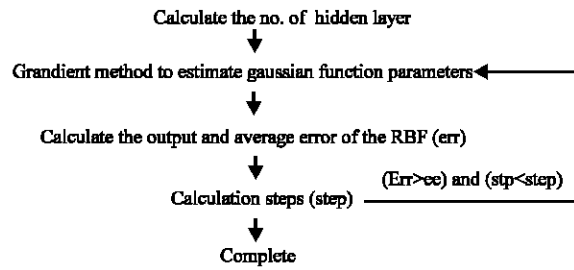 Calculate the no. of hidden layer
Grandient method to estimate gaussian function parameters
Calculate the output and average error of the RBF (err)
(Err>ee) and (stp<step)
Calculation steps (step)
Complete